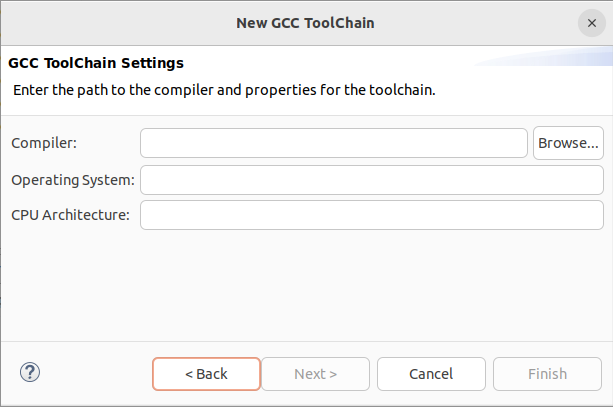 New GCC ToolChain
GCC ToolChain Settings
Enter the path to the compiler and properties for the toolchain.
Compiler:
Browse...
Operating System:
CPU Architecture:
< Back
Next >
Cancel
Finish